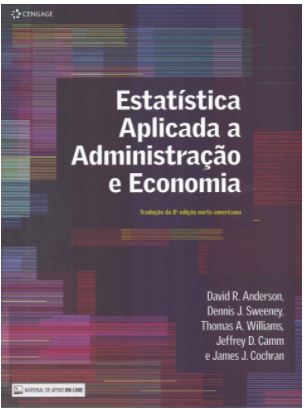 CENGAGE
Estatística
Aplicada a
Administração
e Economia
Tradução da 8ª edição norte-americana
David R. Anderson,
Dennis J. Sweeney,
Thomas A. Williams,
Jeffrey D. Camm
e James J. Cochran
MATERIAL DE APOIO ON-LINE